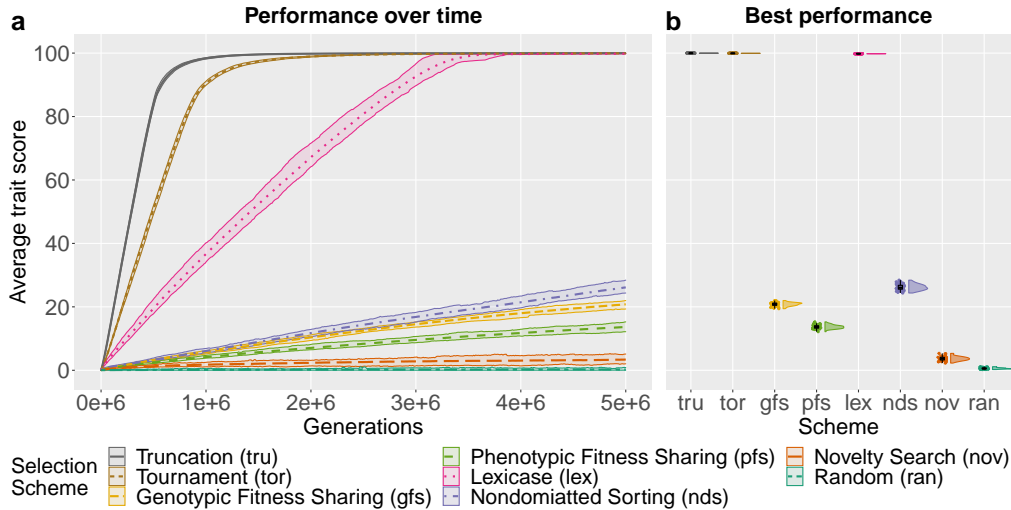 a Performance over time
b Best performance
Average trait score
100
80
60
40
20
0
0e+6 1e+6 2e+6 3e+6 4e+6 5e+6
Generations
tru tor gfs pfs lex nds nov ran
Scheme
Selection
Scheme
Truncation (tru)
Tournament (tor)
Genotypic Fitness Sharing (gfs)
Phenotypic Fitness Sharing (pfs)
Lexicase (lex)
Nondomiatted Sorting (nds)
Novelty Search (nov)
Random (ran)